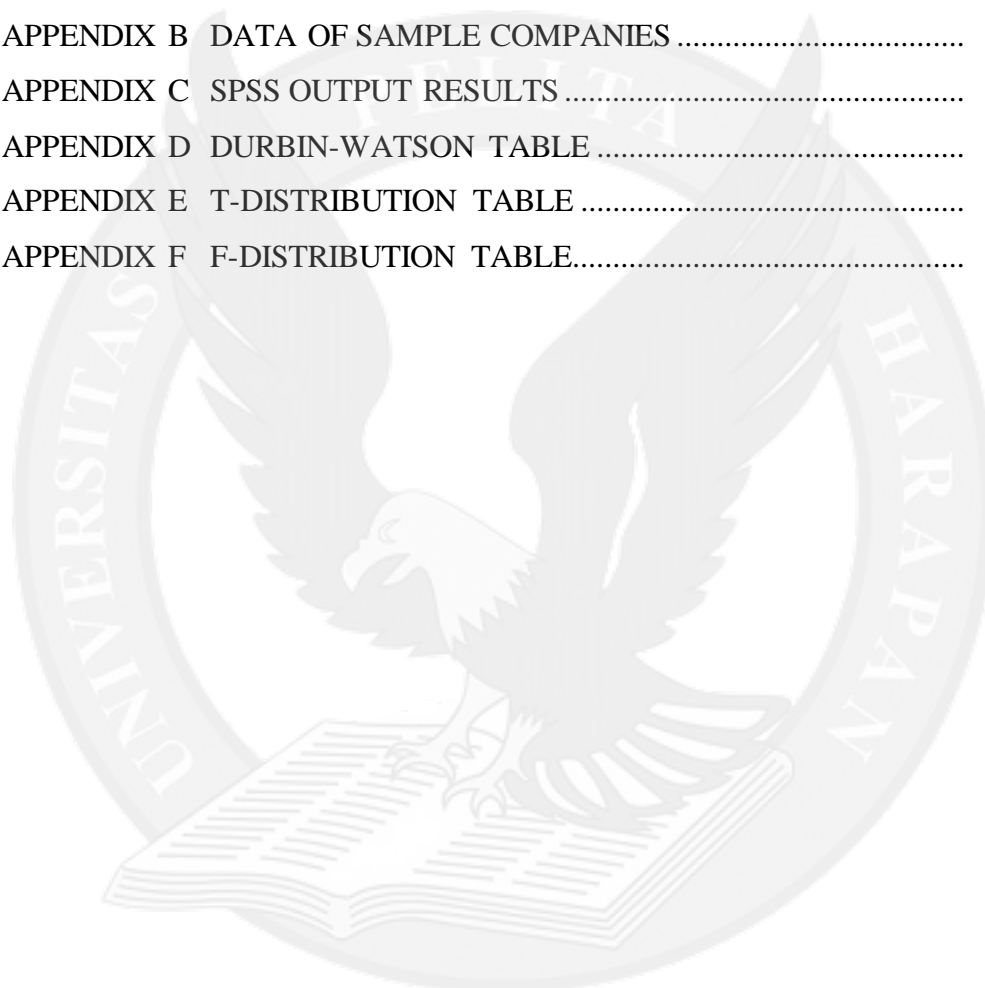 APPENDIX B DATA OF SAMPLE COMPANIES ....................................
APPENDIX C SPSS OUTPUT RESULTS ..................................................
APPENDIX D DURBIN-WATSON TABLE ..............................................
APPENDIX E T-DISTRIBUTION TABLE ................................................
APPENDIX F F-DISTRIBUTION TABLE.................................................
UNIVERSITAS PELITA HARAPAN